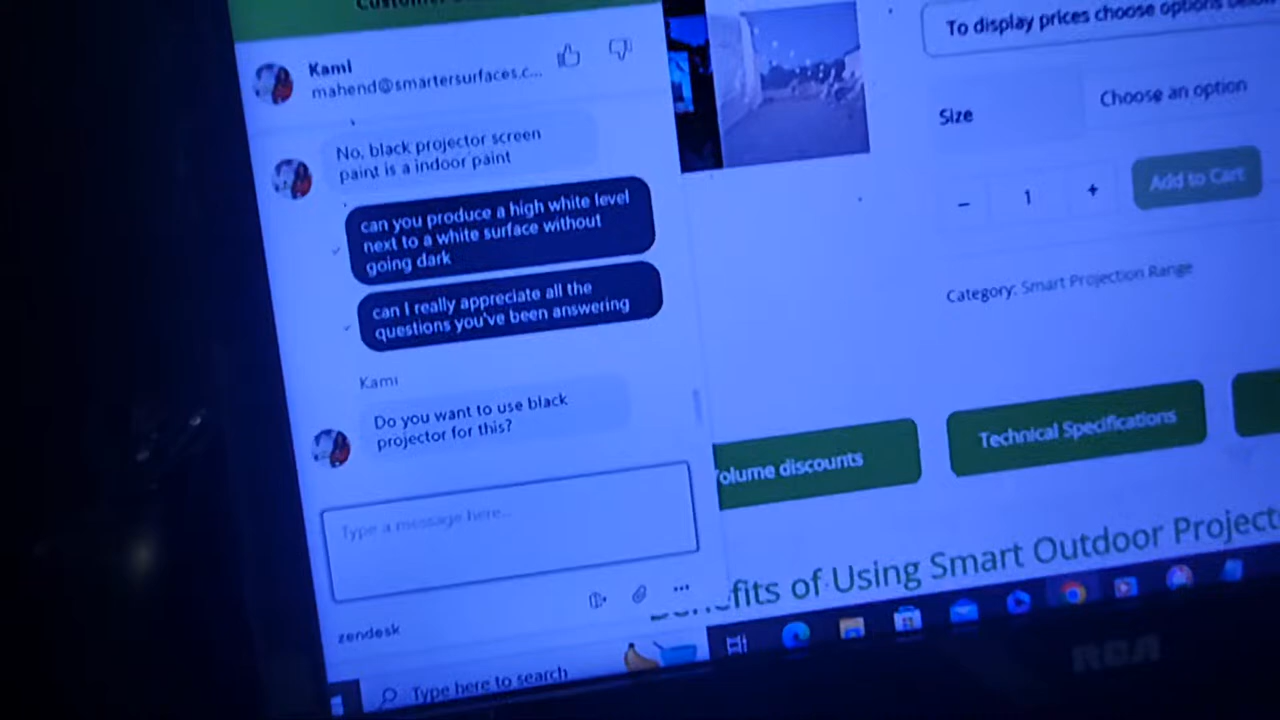 Kami
mahend@smartersurfaces.c...
No, black projector screen
paint is a indoor paint
can you produce a high white level
next to a white surface without
going dark
can I really appreciate all the
questions you've been answering
Kami
Do you want to use black
projector for this?
Type a message here...
zendesk
Type here to search
To display prices choose options below
Size
Choose an option
–
1
+
Add to Cart
Category: Smart Projection Range
olume discounts
Technical Specifications
fits of Using Smart Outdoor Project
RCA